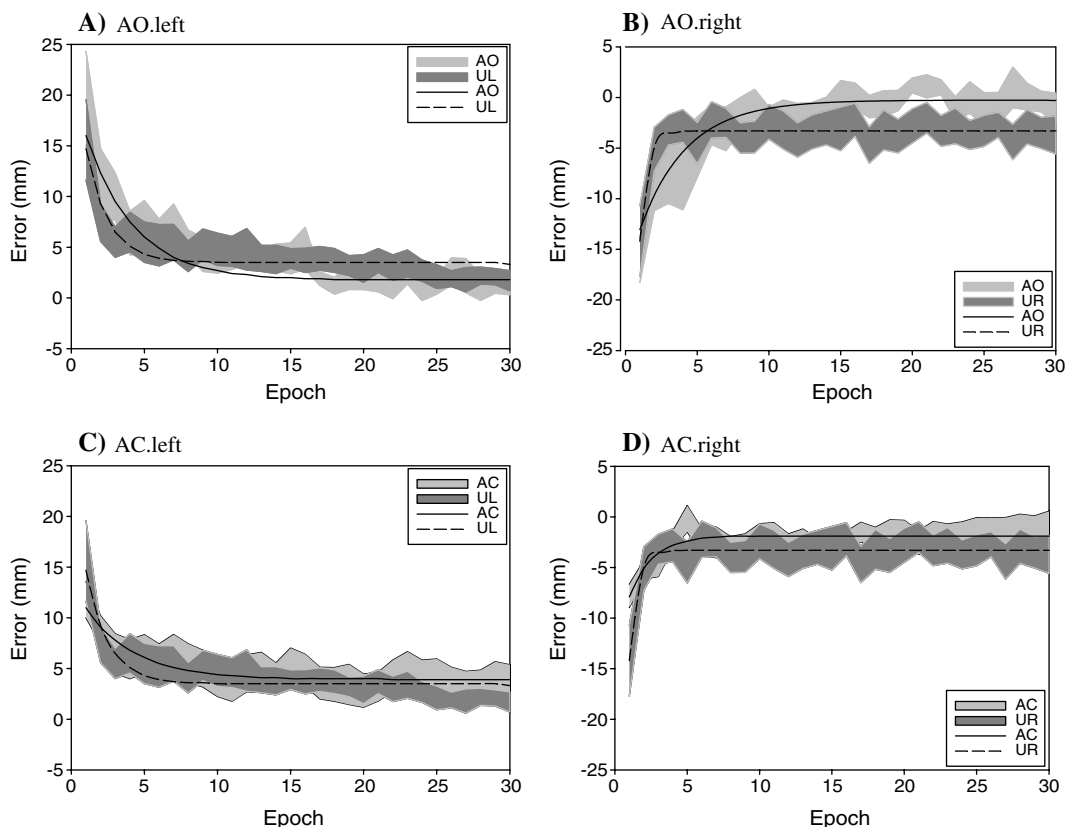 A) AO.left
25
20
15
10
5
0
-5
Error (mm)
0 5 10 15 20 25 30
Epoch
AO
UL
AO
UL
B) AO.right
5
0
-5
-10
-15
-20
-25
Error (mm)
0 5 10 15 20 25 30
Epoch
AO
UR
AO
UR
C) AC.left
25
20
15
10
5
0
-5
Error (mm)
0 5 10 15 20 25 30
Epoch
AC
UL
AC
UL
D) AC.right
5
0
-5
-10
-15
-20
-25
Error (mm)
0 5 10 15 20 25 30
Epoch
AC
UR
AC
UR